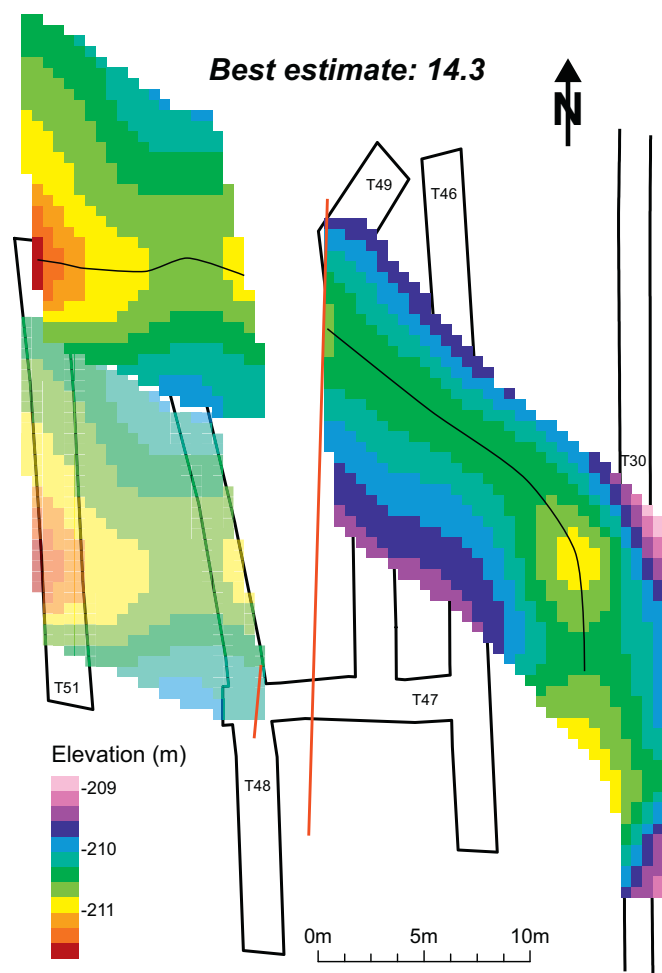 Best estimate: 14.3
N
T49
T46
T30
T51
T47
T48
Elevation (m)
-209
-210
-211
0m 5m 10m